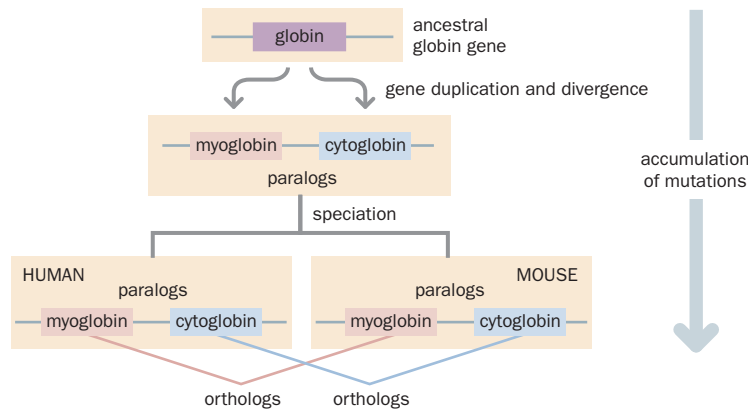 globin
ancestral
globin gene
gene duplication and divergence
myoglobin
cytoglobin
paralogs
accumulation
of mutations
speciation
HUMAN
paralogs
myoglobin
cytoglobin
MOUSE
paralogs
myoglobin
cytoglobin
orthologs
orthologs